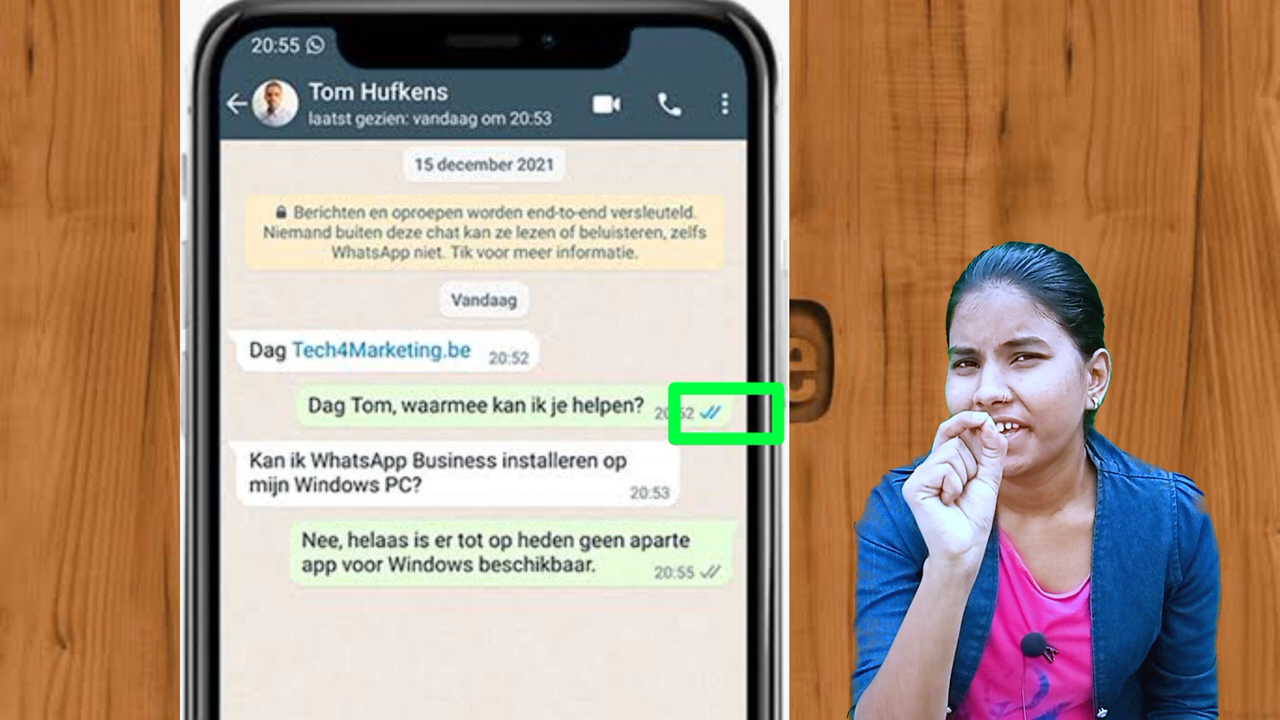 20:55
Tom Hufkens
laatst gezien: vandaag om 20:53
15 december 2021
Berichten en oproepen worden end-to-end versleuteld.
Niemand buiten deze chat kan ze lezen of beluisteren, zelfs
WhatsApp niet. Tik voor meer informatie.
Vandaag
Dag Tech4Marketing.be 20:52
Dag Tom, waarmee kan ik je helpen? 20:52
Kan ik WhatsApp Business installeren op
mijn Windows PC? 20:53
Nee, helaas is er tot op heden geen aparte
app voor Windows beschikbaar. 20:55